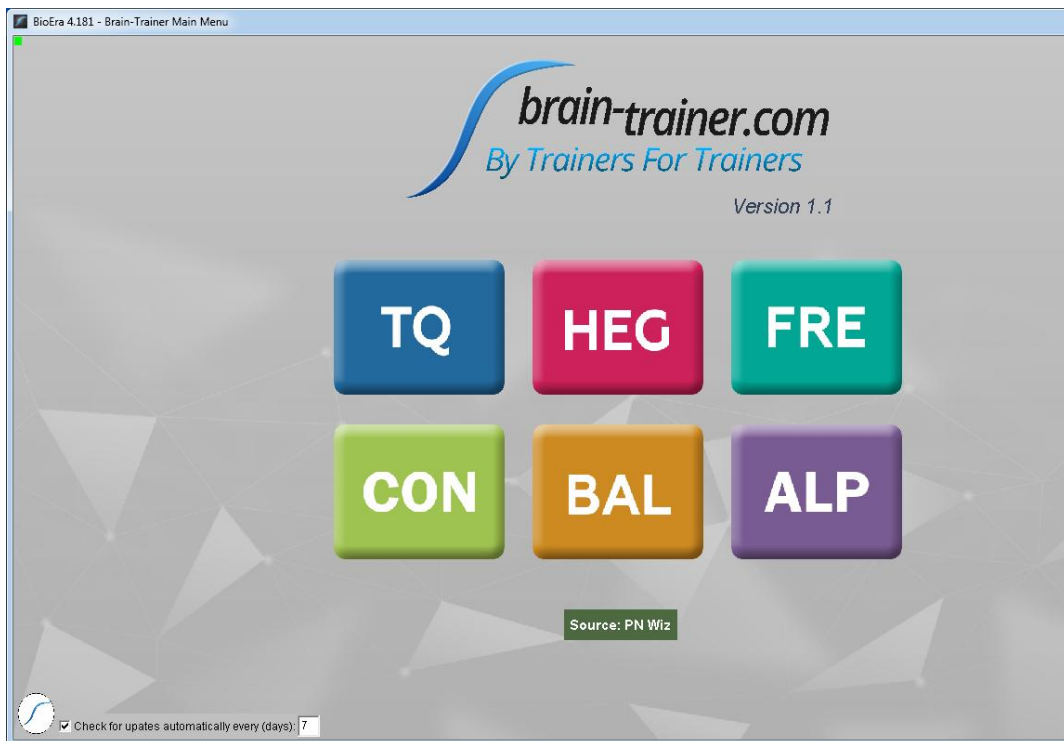 BioEra 4.181 - Brain-Trainer Main Menu
brain-trainer.com
By Trainers For Trainers
Version 1.1
TQ HEG FRE
CON BAL ALP
Source: PN Wiz
Check for upates automatically every (days): 7